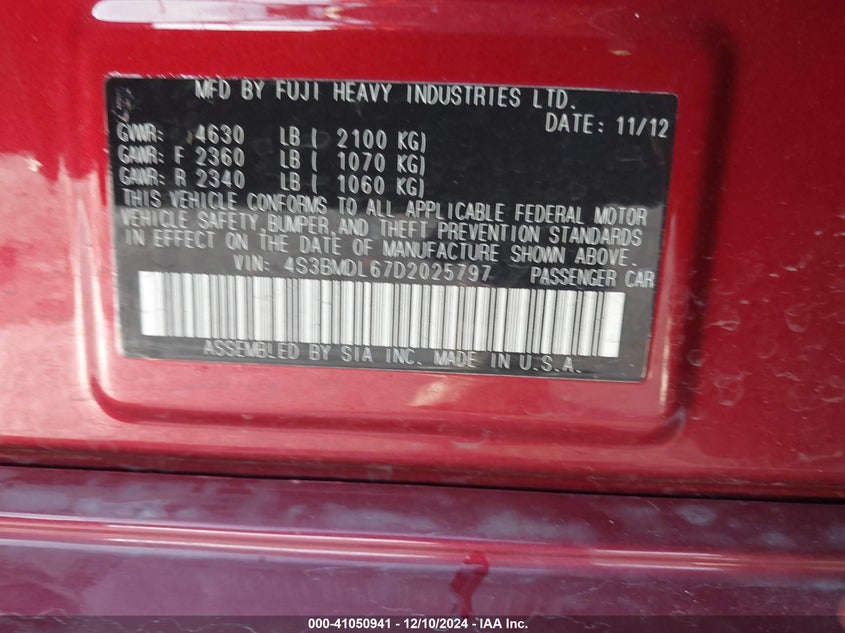 MFD BY FUJI HEAVY INDUSTRIES LTD.
DATE: 11/12
GVWR: 4630 LB ( 2100 KG)
GAWR: F 2360 LB ( 1070 KG)
GAWR: R 2340 LB ( 1060 KG)
THIS VEHICLE CONFORMS TO ALL APPLICABLE FEDERAL MOTOR
VEHICLE SAFETY, BUMPER, AND THEFT PREVENTION STANDARDS
IN EFFECT ON THE DATE OF MANUFACTURE SHOWN ABOVE.
VIN: 4S3BMDL67D2025797 PASSENGER CAR
ASSEMBLED BY SIA INC. MADE IN U.S.A.
000-41050941 - 12/10/2024 - IAA Inc.